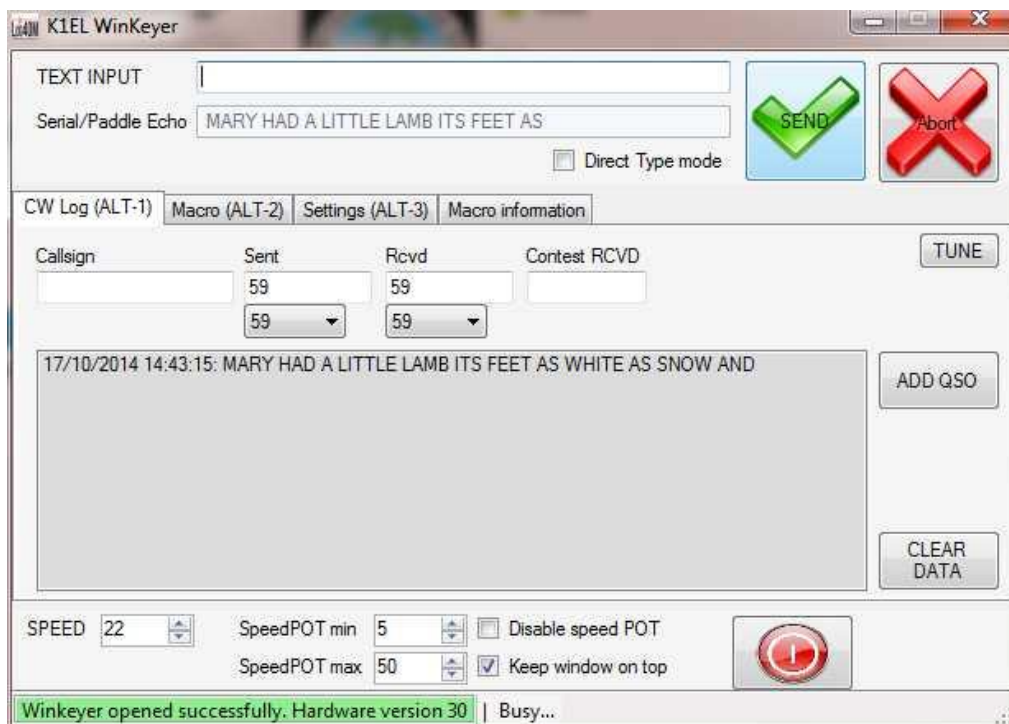 K1EL WinKeyer
TEXT INPUT
SEND
Abort
Serial/Paddle Echo MARY HAD A LITTLE LAMB ITS FEET AS
Direct Type mode
CW Log (ALT-1) Macro (ALT-2) Settings (ALT-3) Macro information
Callsign Sent Rcvd Contest RCVD TUNE
59 59
59 59
17/10/2014 14:43:15: MARY HAD A LITTLE LAMB ITS FEET AS WHITE AS SNOW AND
ADD QSO
CLEAR
DATA
SPEED 22 SpeedPOT min 5 Disable speed POT
SpeedPOT max 50 Keep window on top
Winkeyer opened successfully. Hardware version 30 | Busy...